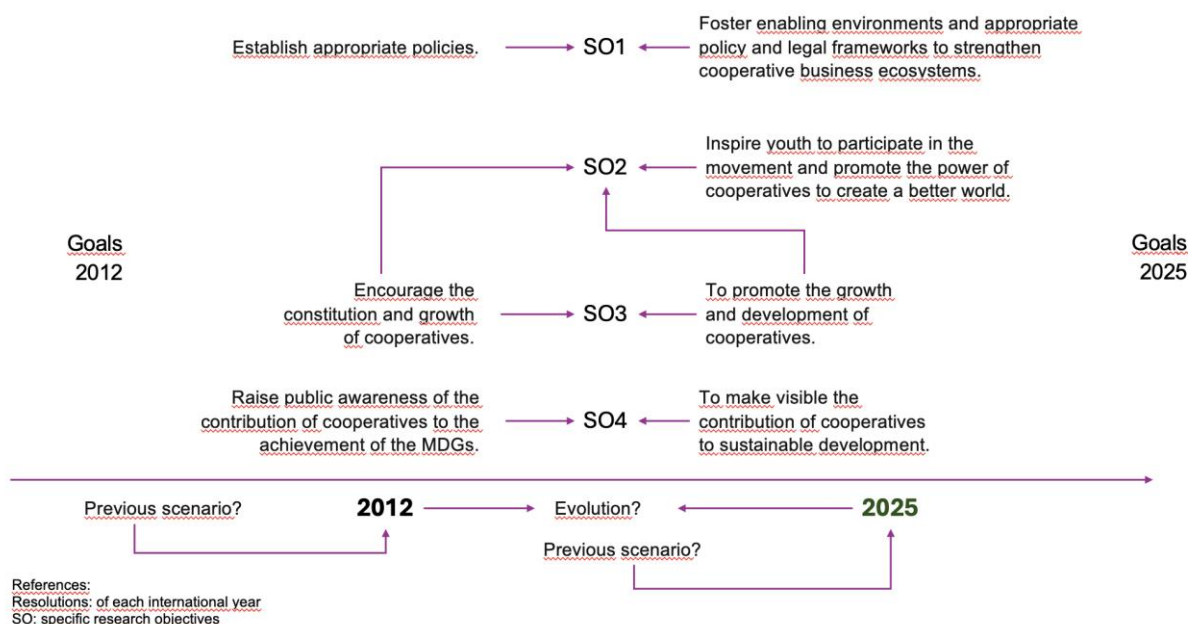 Establish appropriate policies.
SO1
Foster enabling environments and appropriate
policy and legal frameworks to strengthen
cooperative business ecosystems.
SO2
Inspire youth to participate in the
movement and promote the power of
cooperatives to create a better world.
Goals
2012
Goals
2025
Encourage the
constitution and growth
of cooperatives.
SO3
To promote the growth
and development of
cooperatives.
Raise public awareness of the
contribution of cooperatives to the
achievement of the MDGs.
SO4
To make visible the
contribution of cooperatives
to sustainable development.
Previous scenario?
2012
Evolution?
2025
Previous scenario?
References:
Resolutions: of each international year
SO: specific research objectives